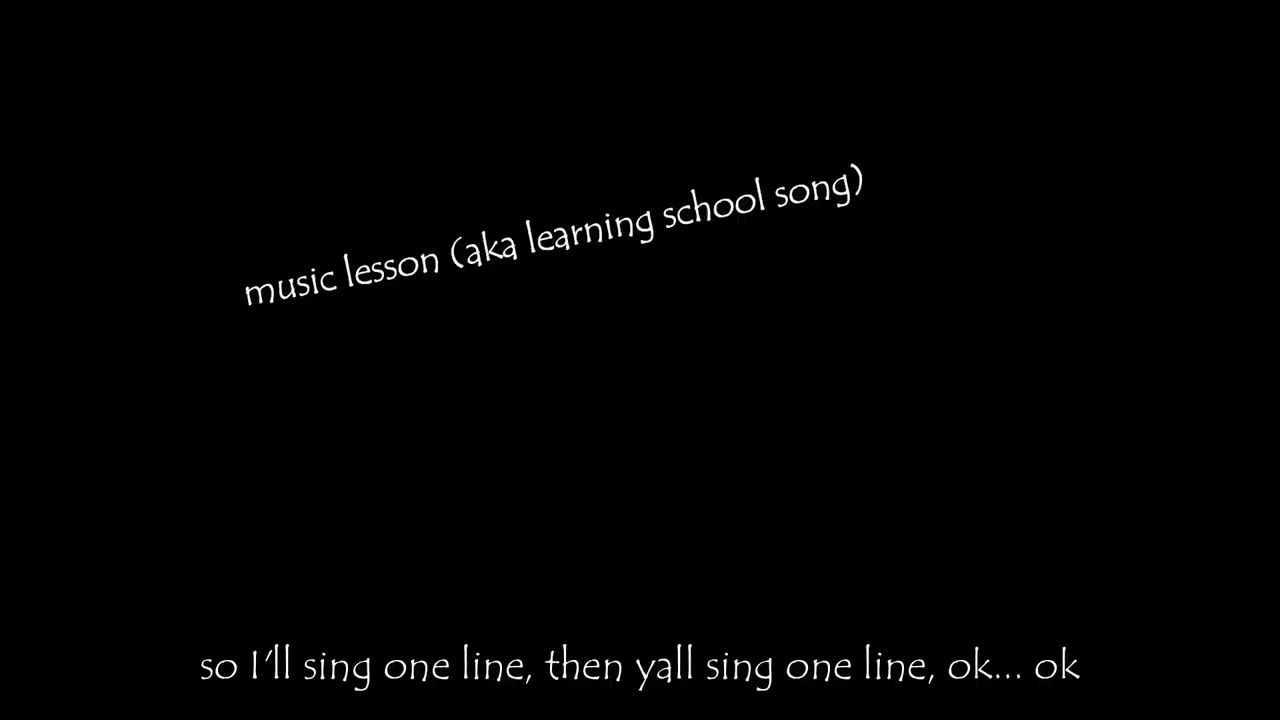 music lesson (aka learning school song)
so I'll sing one line, then yall sing one line, ok... ok